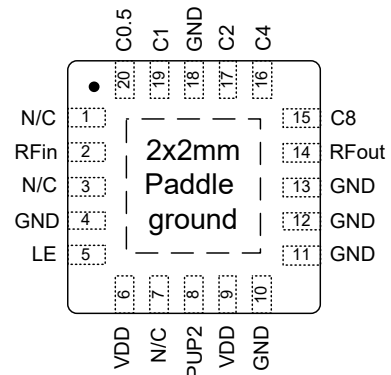 C0.5 C1 GND C2 C4
20 19 18 17 16
N/C 1 15 C8
RFin 2 14 RFout
N/C 3 13 GND
GND 4 12 GND
LE 5 11 GND
2x2mm
Paddle
ground
6 7 8 9 10
VDD N/C PUP2 VDD GND